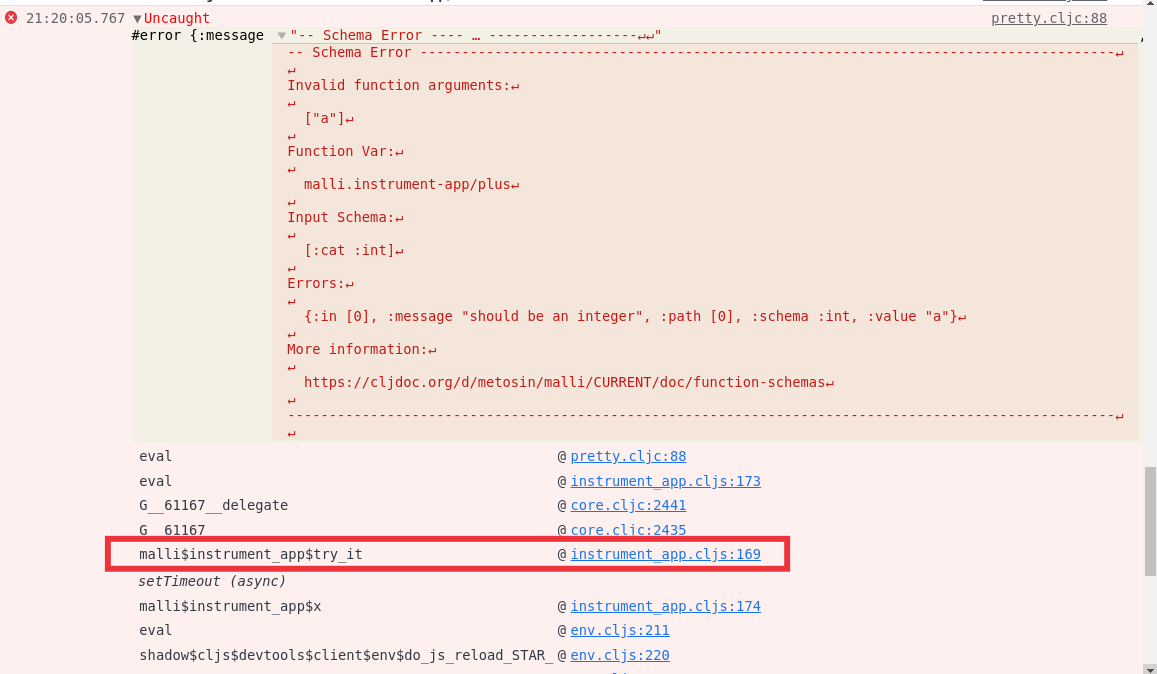 21:20:05.767 ▼Uncaught pretty.cljc:88
#error {:message ▼"-- Schema Error ---- … ------------------↵↵" ,
-- Schema Error ------------------------------------------------------------------------------------↵
↵
Invalid function arguments:↵
↵
["a"]↵
↵
Function Var:↵
↵
malli.instrument-app/plus↵
↵
Input Schema:↵
↵
[:cat :int]↵
↵
Errors:↵
↵
{:in [0], :message "should be an integer", :path [0], :schema :int, :value "a"}↵
↵
More information:↵
↵
https://cljdoc.org/d/metosin/malli/CURRENT/doc/function-schemas↵
↵
----------------------------------------------------------------------------------------------------↵
↵
eval @ pretty.cljc:88
eval @ instrument_app.cljs:173
G__61167__delegate @ core.cljc:2441
G__61167 @ core.cljc:2435
malli$instrument_app$try_it @ instrument_app.cljs:169
setTimeout (async)
malli$instrument_app$x @ instrument_app.cljs:174
eval @ env.cljs:211
shadow$cljs$devtools$client$env$do_js_reload_STAR_ @ env.cljs:220